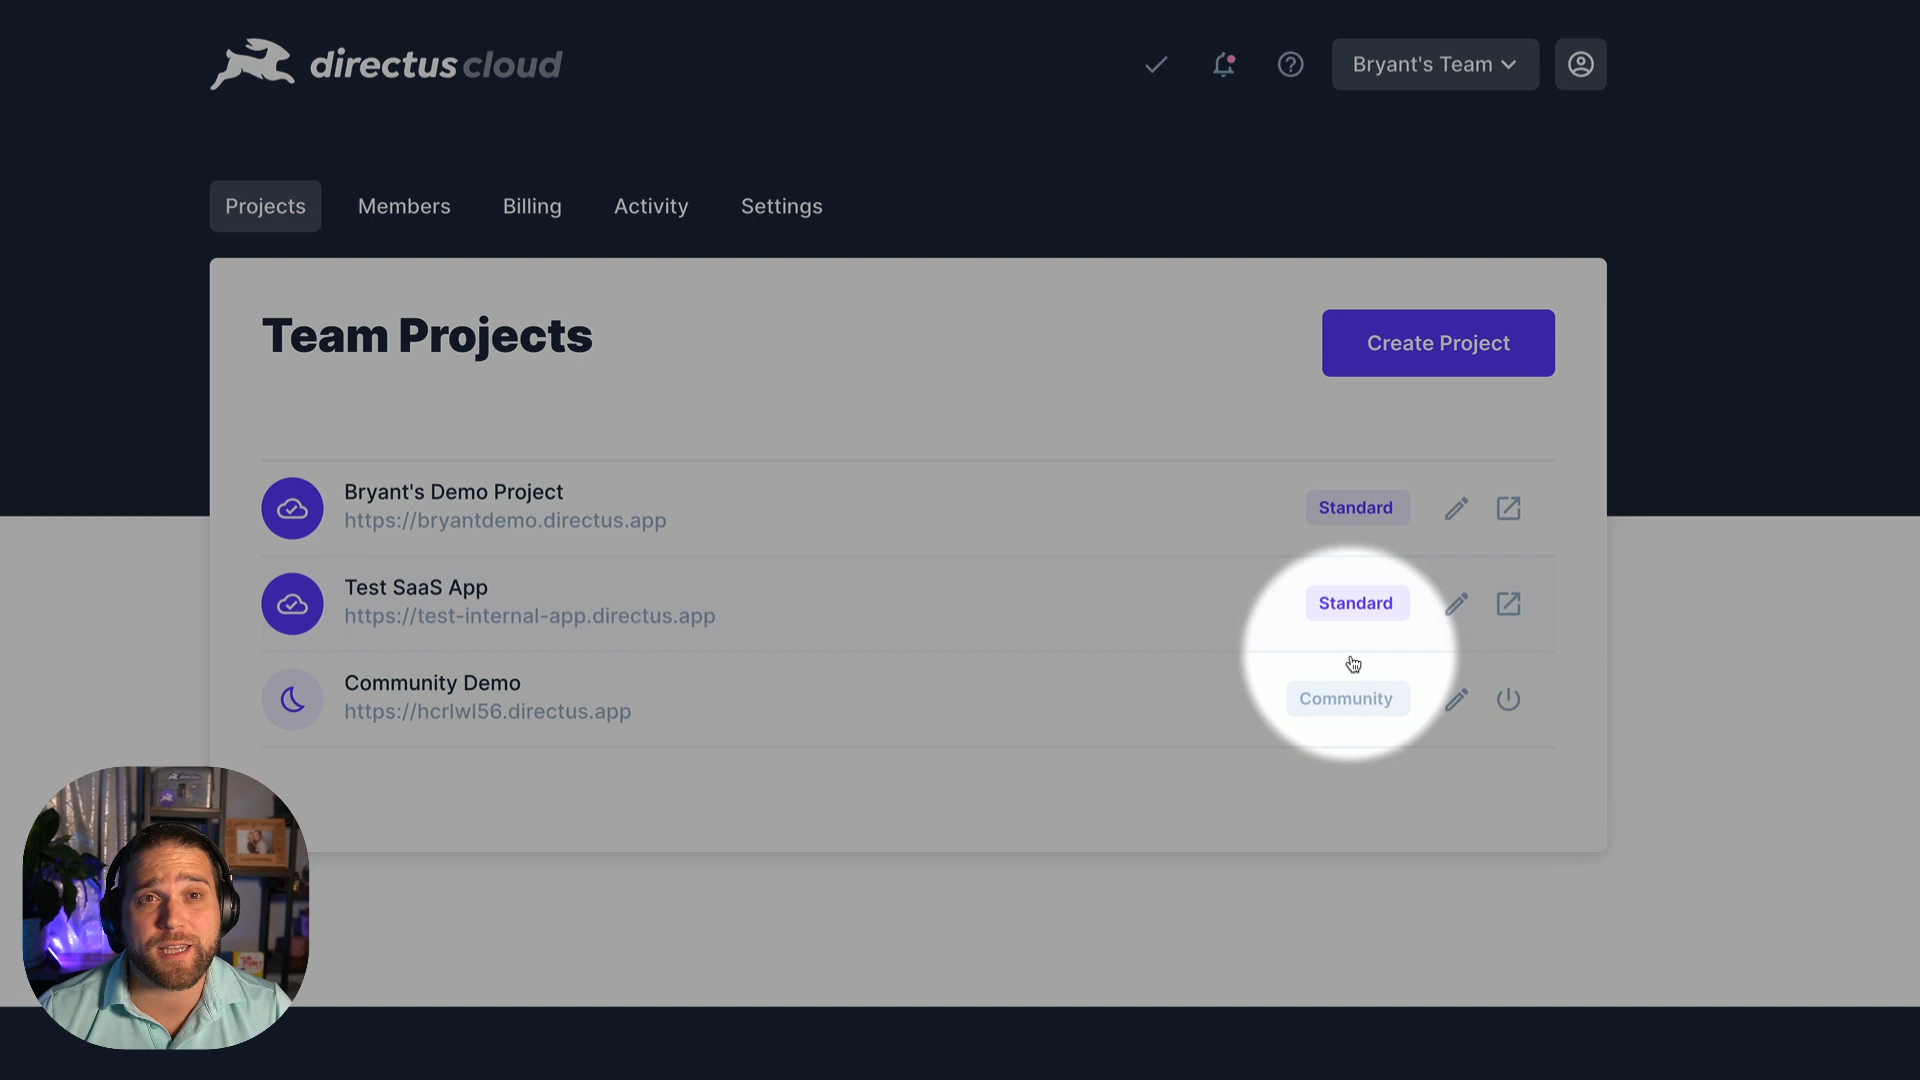 directus cloud
Bryant's Team
Projects Members Billing Activity Settings
Team Projects
Create Project
Bryant's Demo Project
https://bryantdemo.directus.app
Standard
Test SaaS App
https://test-internal-app.directus.app
Standard
Community Demo
https://hcrlwl56.directus.app
Community
directus